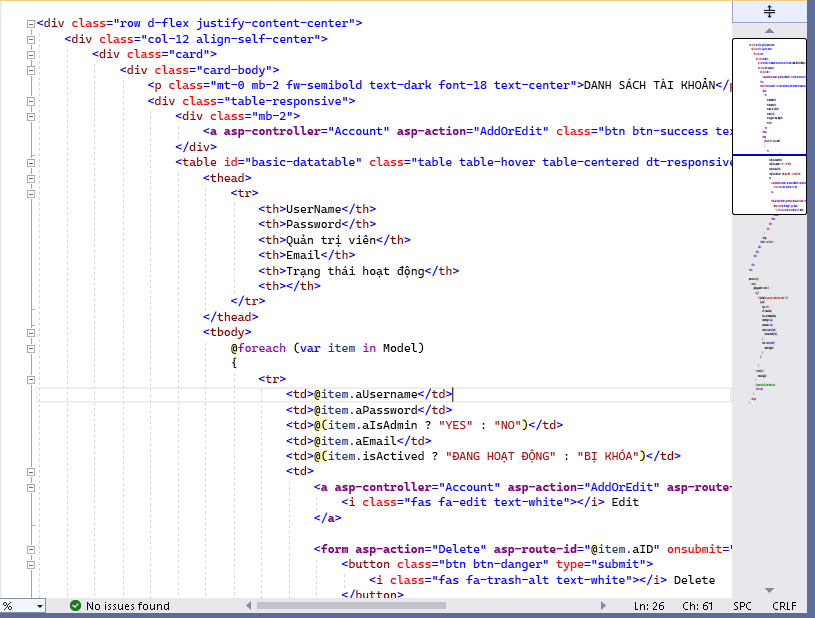 <div class="row d-flex justify-content-center">
<div class="col-12 align-self-center">
<div class="card">
<div class="card-body">
<p class="mt-0 mb-2 fw-semibold text-dark font-18 text-center">DANH SÁCH TÀI KHOẢN</
<div class="table-responsive">
<div class="mb-2">
<a asp-controller="Account" asp-action="AddOrEdit" class="btn btn-success
</div>
<table id="basic-datatable" class="table table-hover table-centered dt-responsive
<thead>
<tr>
<th>UserName</th>
<th>Password</th>
<th>Quản trị viên</th>
<th>Email</th>
<th>Trạng thái hoạt động</th>
<th></th>
</tr>
</thead>
<tbody>
@foreach (var item in Model)
{
<tr>
<td>@item.aUsername</td>
<td>@item.aPassword</td>
<td>@(item.aIsAdmin ? "YES" : "NO")</td>
<td>@item.aEmail</td>
<td>@(item.isActived ? "ĐANG HOẠT ĐỘNG" : "BỊ KHÓA")</td>
<td>
<a asp-controller="Account" asp-action="AddOrEdit" asp-route-
<i class="fas fa-edit text-white"></i> Edit
</a>
<form asp-action="Delete" asp-route-id="@item.aID" onsubmit="
<button class="btn btn-danger" type="submit">
<i class="fas fa-trash-alt text-white"></i> Delete
</button>
% No issues found Ln: 26 Ch: 61 SPC CRLF